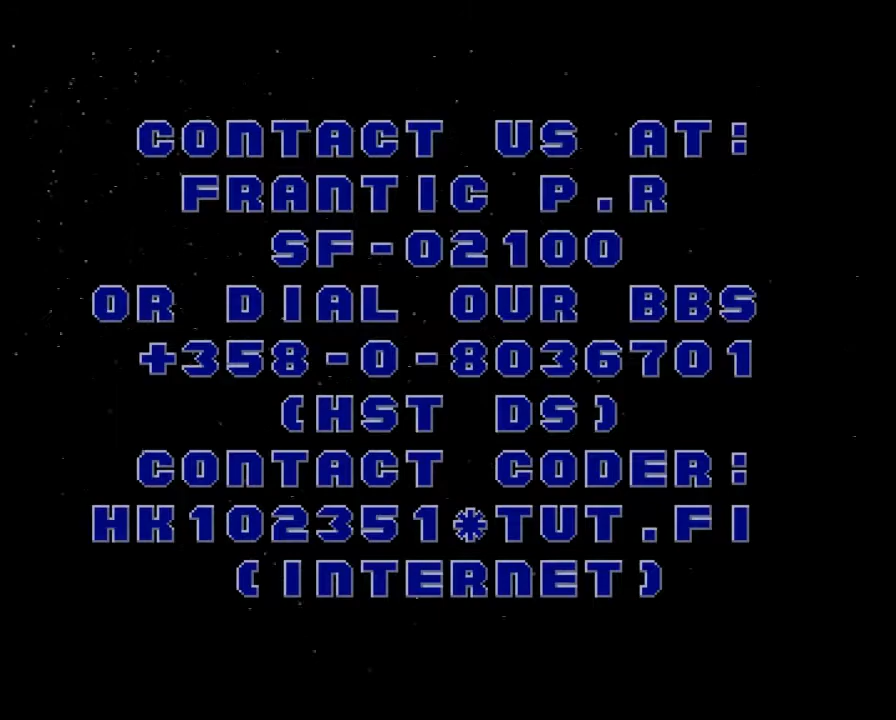 CONTACT US AT:
FRANTIC P.R
SF-02100
OR DIAL OUR BBS
+358-0-8036701
(HST DS)
CONTACT CODER:
HK102351*TUT.FI
(INTERNET)